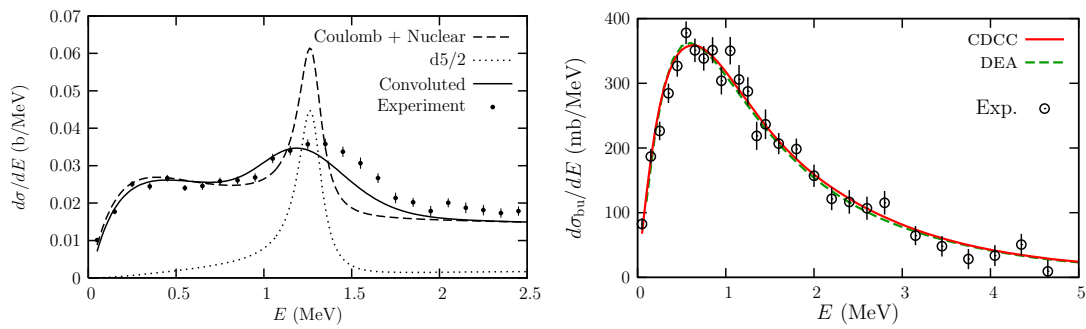 0.07
0.06
0.05
0.04
0.03
0.02
0.01
0
dσ/dE (b/MeV)
Coulomb + Nuclear
d5/2
Convoluted
Experiment
0 0.5 1 1.5 2 2.5
E (MeV)
400
300
200
100
0
dσbu/dE (mb/MeV)
CDCC
DEA
Exp.
0 1 2 3 4 5
E (MeV)